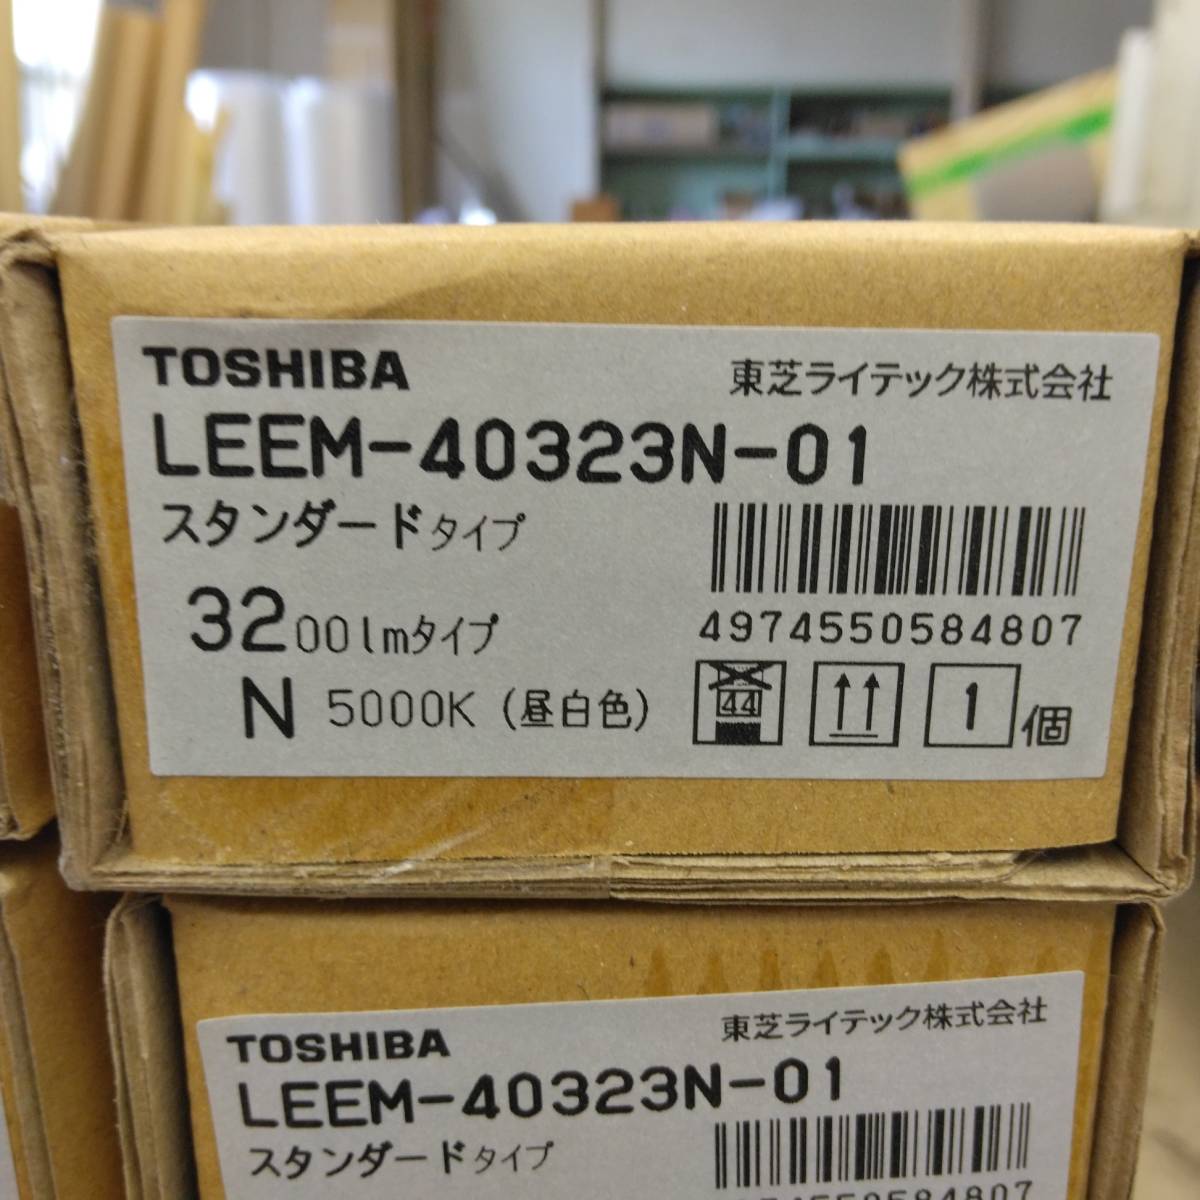 TOSHIBA 東芝ライテック株式会社
LEEM-40323N-01
スタンダードタイプ
3200lmタイプ
4974550584807
N 5000K (昼白色)
44
1個
TOSHIBA 東芝ライテック株式会社
LEEM-40323N-01
スタンダードタイプ
4974550584807